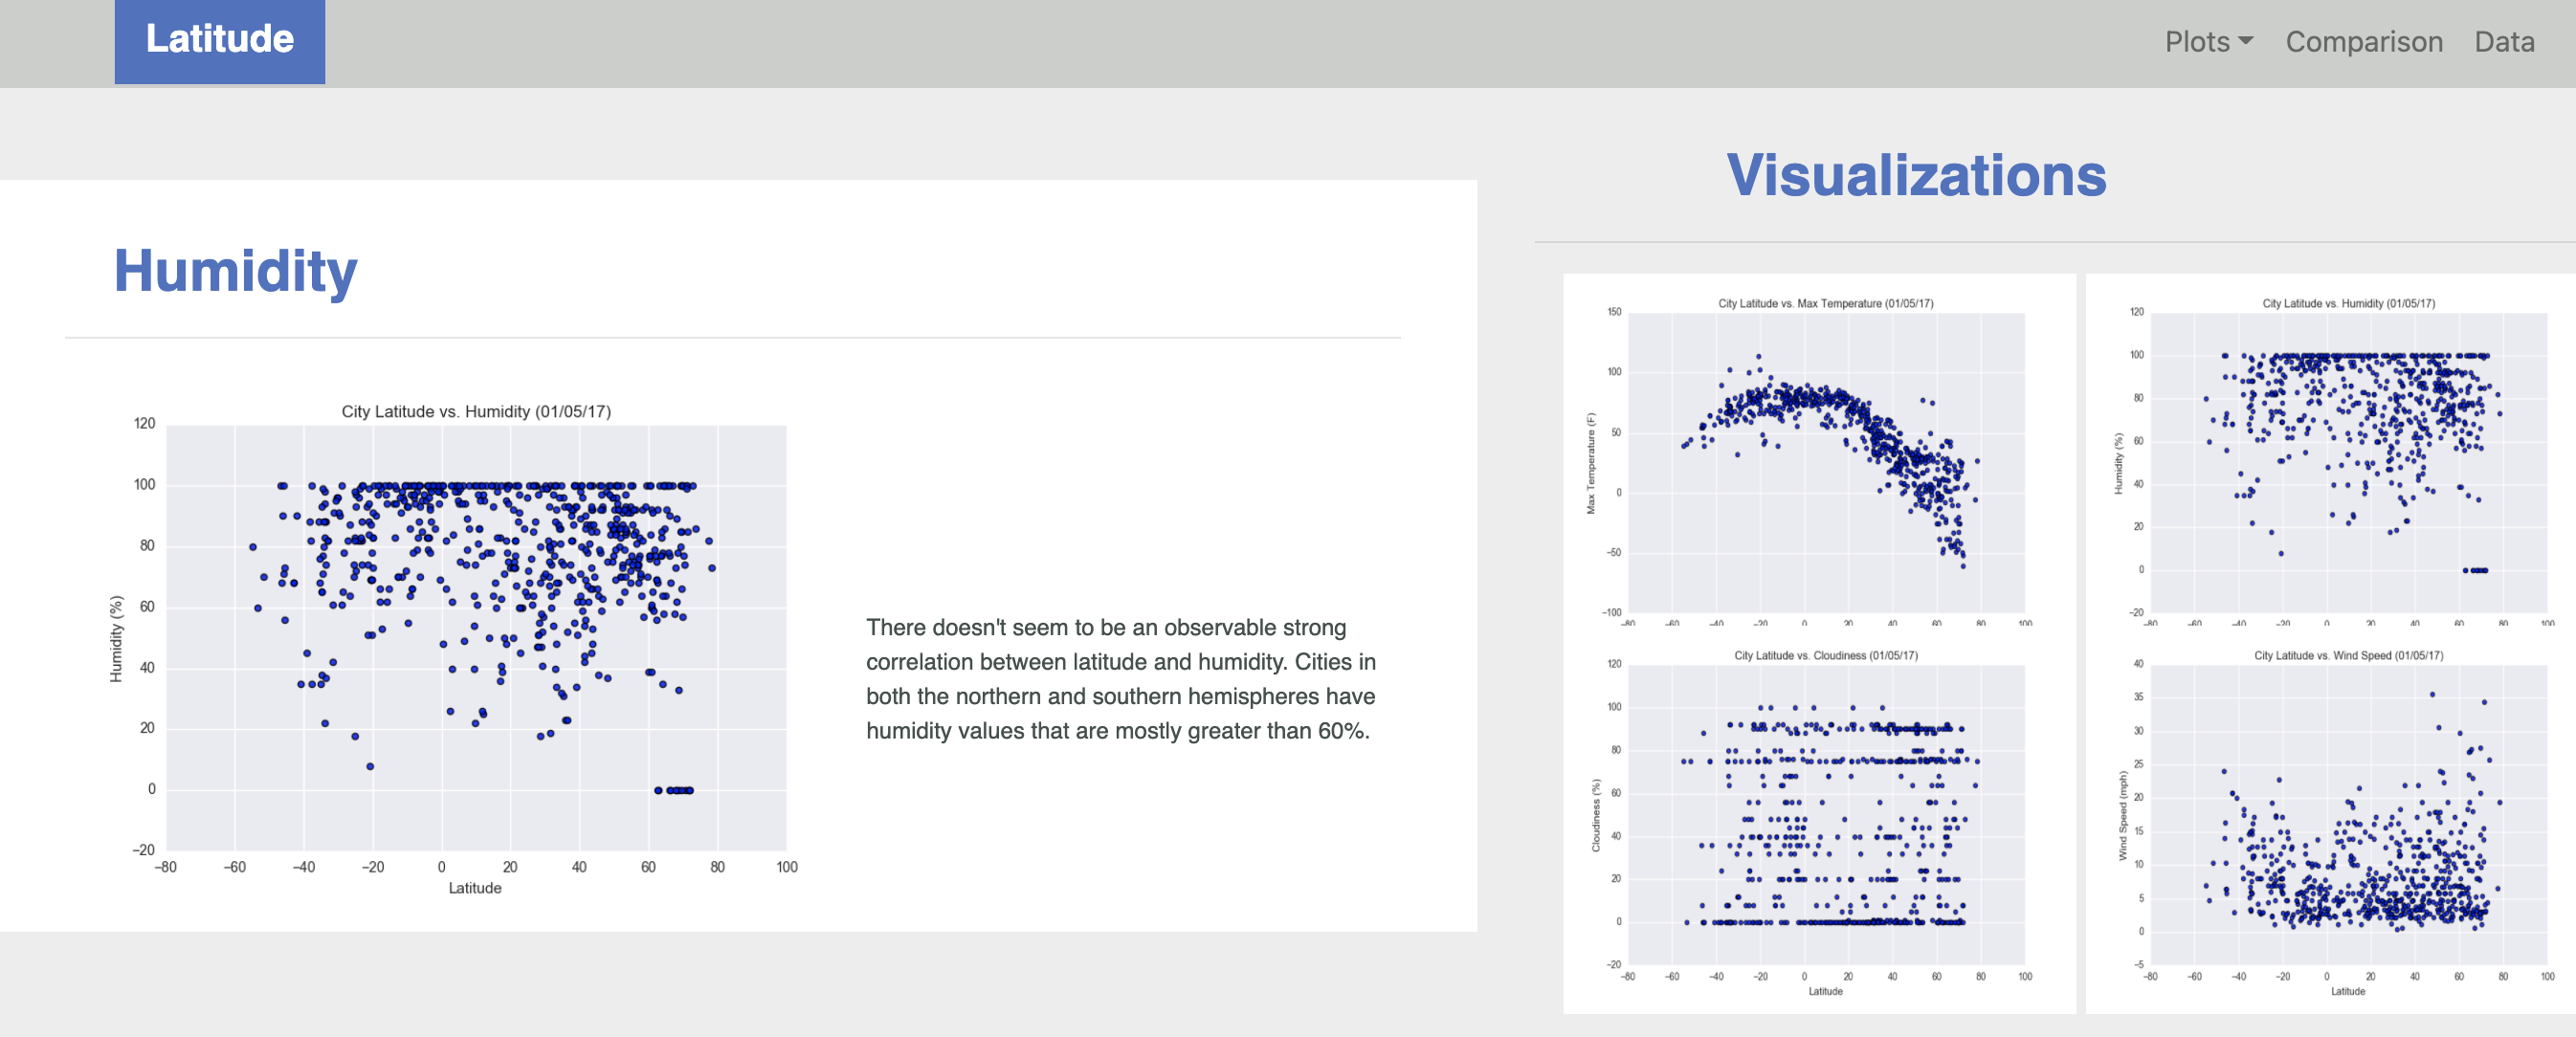 Latitude
Plots Comparison Data
Humidity
City Latitude vs. Humidity (01/05/17)
120
100
80
60
40
20
0
−20
Humidity (%)
−80 −60 −40 −20 0 20 40 60 80 100
Latitude
There doesn't seem to be an observable strong
correlation between latitude and humidity. Cities in
both the northern and southern hemispheres have
humidity values that are mostly greater than 60%.
Visualizations
City Latitude vs. Max Temperature (01/05/17)
150
100
50
0
−50
−100
Max Temperature (F)
−80 −60 −40 −20 0 20 40 60 80 100
City Latitude vs. Humidity (01/05/17)
120
100
80
60
40
20
0
−20
Humidity (%)
−80 −60 −40 −20 0 20 40 60 80 100
City Latitude vs. Cloudiness (01/05/17)
120
100
80
60
40
20
0
−20
Cloudiness (%)
−80 −60 −40 −20 0 20 40 60 80 100
Latitude
City Latitude vs. Wind Speed (01/05/17)
40
35
30
25
20
15
10
5
0
−5
Wind Speed (mph)
−80 −60 −40 −20 0 20 40 60 80 100
Latitude